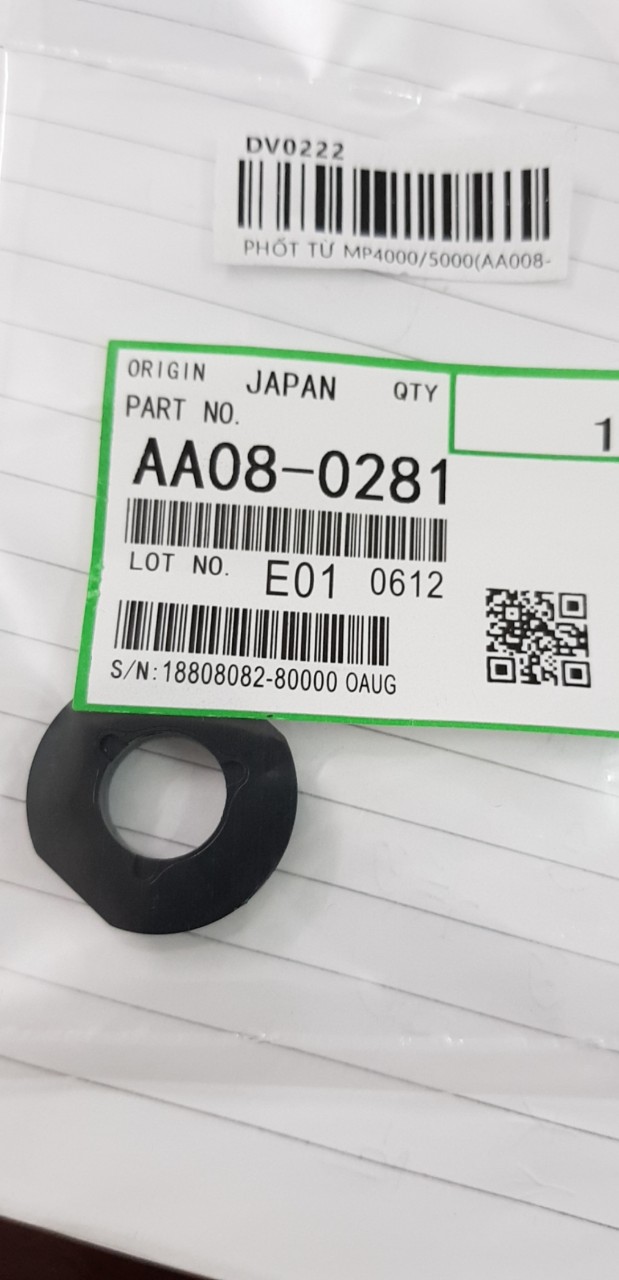 DV0222
PHỐT TỪ MP4000/5000(AA008-
ORIGIN JAPAN QTY 1
PART NO.
AA08-0281
LOT NO. E01 0612
S/N:18808082-80000 0AUG